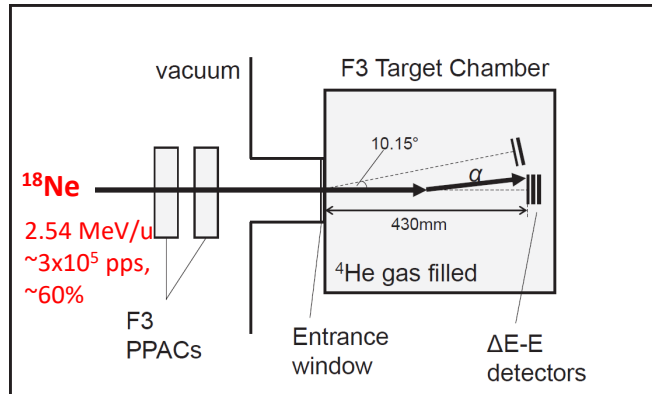 vacuum
F3 Target Chamber
10.15°
¹⁸Ne
α
2.54 MeV/u
~3x10⁵ pps,
~60%
430mm
⁴He gas filled
F3
PPACs
Entrance
window
ΔE-E
detectors